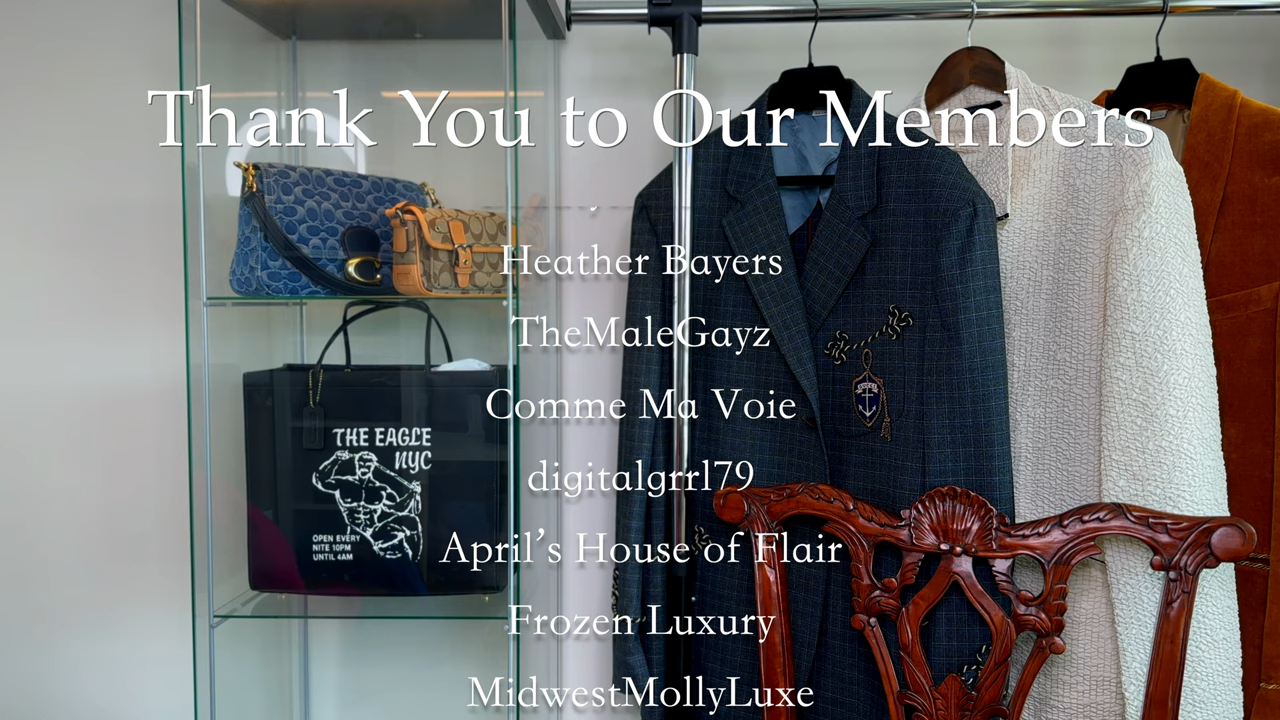 Thank You to Our Members
Heather Bayers
TheMaleGayz
Comme Ma Voie
digitalgrrl79
April's House of Flair
Frozen Luxury
MidwestMollyLuxe
THE EAGLE
NYC
OPEN EVERY
NITE 10PM
UNTIL 4AM